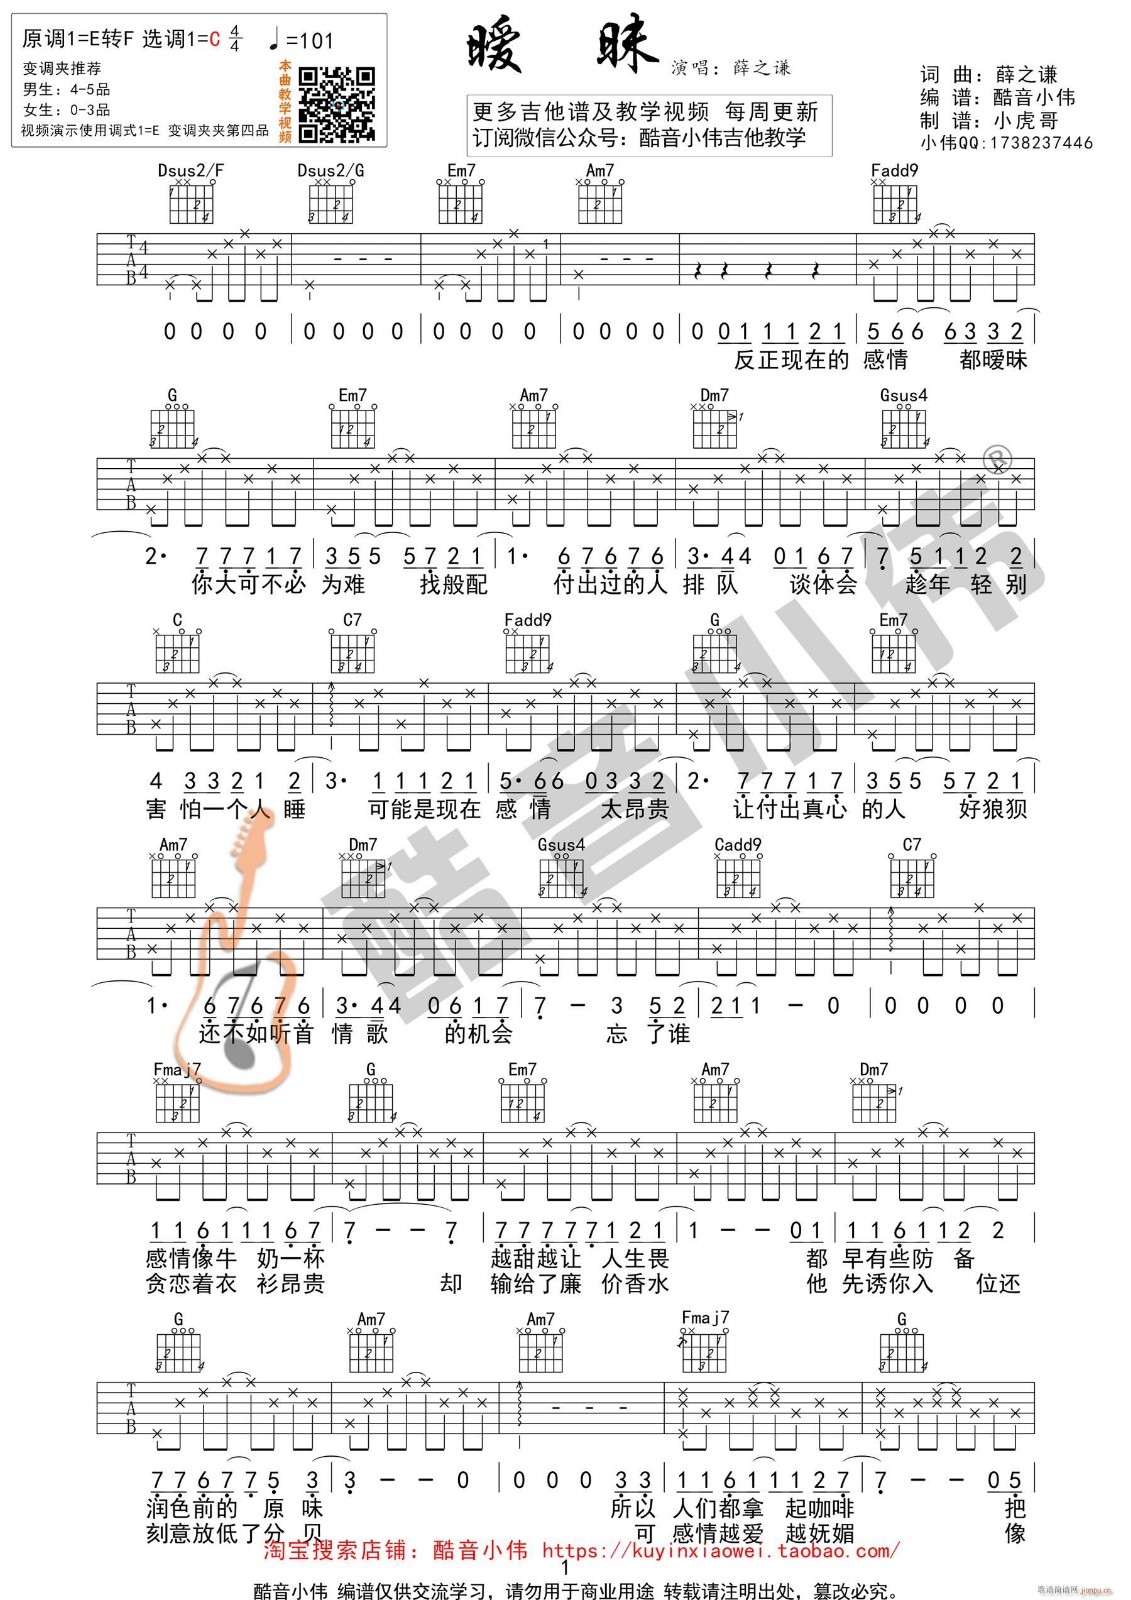 原调1=E转F 选调1=C 4/4 ♩=101
变调夹推荐
男生：4-5品
女生：0-3品
视频演示使用调式1=E 变调夹夹第四品
本曲教学视频
暧昧
演唱：薛之谦
更多吉他谱及教学视频 每周更新
订阅微信公众号：酷音小伟吉他教学
词 曲：薛之谦
编 谱：酷音小伟
制 谱：小虎哥
小伟QQ:1738237446
Dsus2/F Dsus2/G Em7 Am7 Fadd9
T A B 4 4
0 0 0 0 | 0 0 0 0 | 0 0 0 0 | 0 0 0 0 | 0 0 1 1 1 2 1 | 5 6 6 6 3 3 2
反正现在的 感情 都暧昧
G Em7 Am7 Dm7 Gsus4
T A B
2· 7 7 7 1 7 | 3 5 5 5 7 2 1 | 1· 6 7 6 7 6 | 3· 4 4 0 1 6 7 | 7 5 1 1 2 2
你大可不必 为难 找般配 付出过的人 排队 谈体会 趁年 轻别
C C7 Fadd9 G Em7
T A B
4 3 3 2 1 2 | 3· 1 1 1 2 1 | 5· 6 6 0 3 3 2 | 2· 7 7 7 1 7 | 3 5 5 5 7 2 1
害 怕一个人 睡 可能是现在 感 情 太昂贵 让付出真心 的人 好狼狈
Am7 Dm7 Gsus4 Cadd9 C7
T A B
1· 6 7 6 7 6 | 3· 4 4 0 6 1 7 | 7 – 3 5 2 | 2 1 1 – 0 | 0 0 0 0
还不如听首 情 歌 的机会 忘 了谁
Fmaj7 G Em7 Am7 Dm7
T A B
1 1 6 1 1 1 6 7 | 7 – – 7 | 7 7 7 7 7 1 2 1 | 1 – – 0 1 | 1 1 6 1 1 2 2
感情像牛 奶一杯 越甜越让 人生畏 都 早有些防 备
贪恋着衣 衫昂贵 却 输给了廉 价香水 他 先诱你入 位还
G Am7 Am7 Fmaj7 G
T A B
7 7 6 7 7 5 3 | 3 – – 0 | 0 0 0 3 3 | 1 1 6 1 1 1 2 7 | 7 – – 0 5
润色前的 原 味 所以 人们都拿 起咖啡 把
刻意放低了分 贝 可 感情越爱 越妩媚 像
淘宝搜索店铺：酷音小伟 https://kuyinxiaowei.taobao.com/
1
酷音小伟 编谱仅供交流学习，请勿用于商业用途 转载请注明出处，篡改必究。
酷音小伟®
歌谱简谱网 jianpu.cn